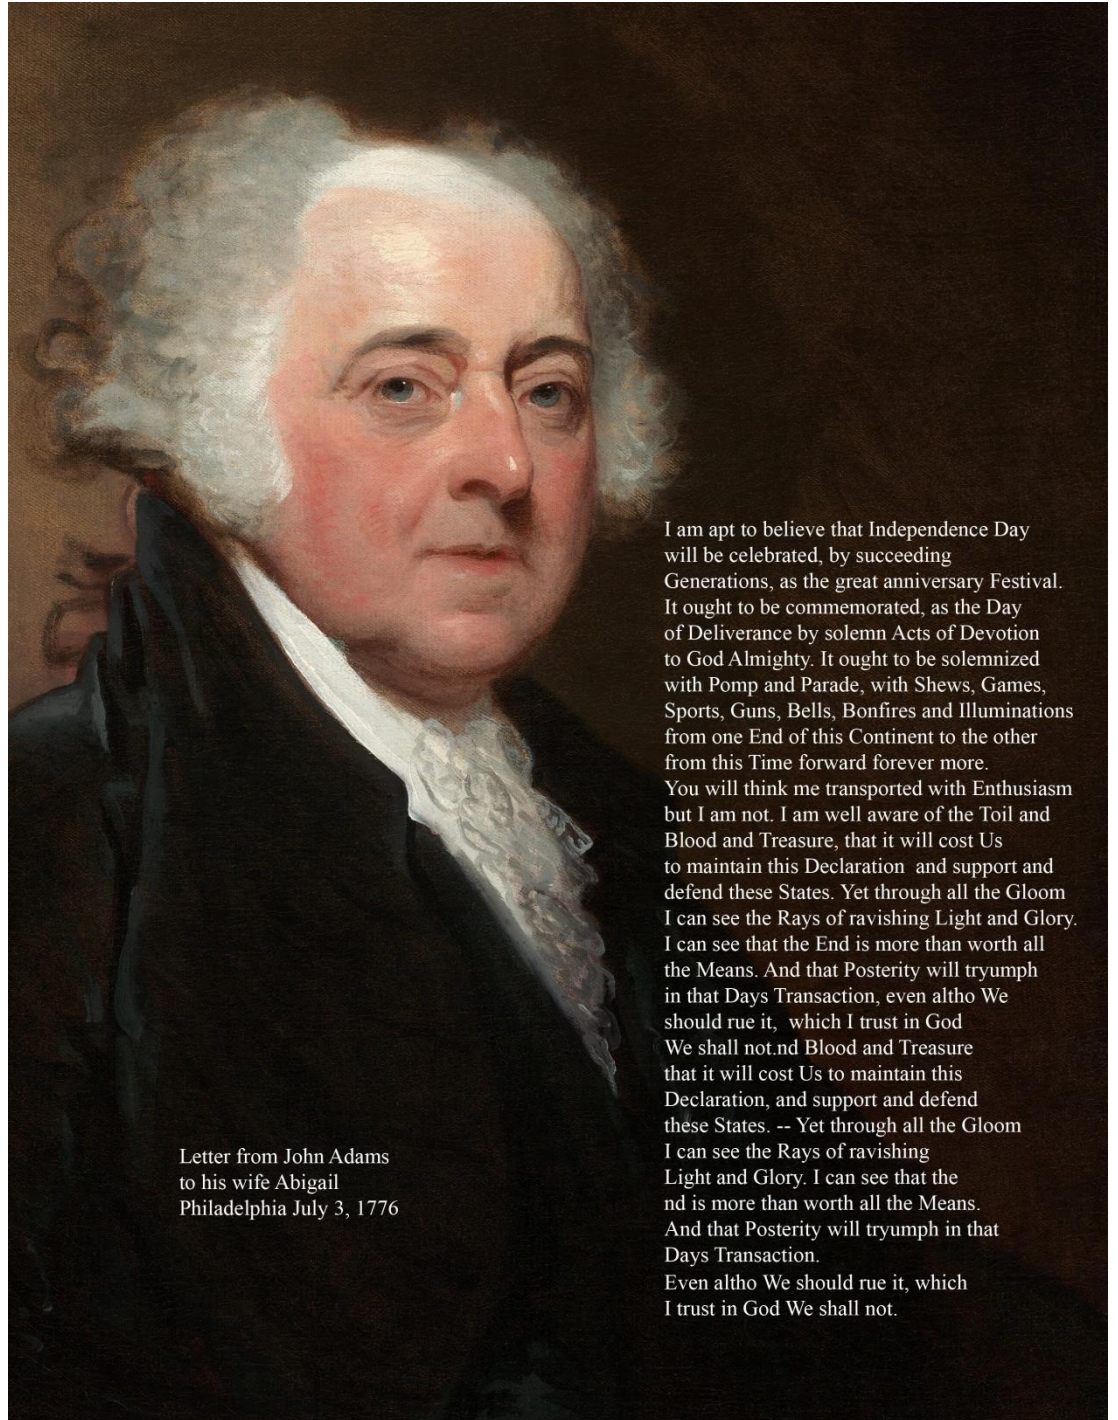 I am apt to believe that Independence Day
will be celebrated, by succeeding
Generations, as the great anniversary Festival.
It ought to be commemorated, as the Day
of Deliverance by solemn Acts of Devotion
to God Almighty. It ought to be solemnized
with Pomp and Parade, with Shews, Games,
Sports, Guns, Bells, Bonfires and Illuminations
from one End of this Continent to the other
from this Time forward forever more.
You will think me transported with Enthusiasm
but I am not. I am well aware of the Toil and
Blood and Treasure, that it will cost Us
to maintain this Declaration  and support and
defend these States. Yet through all the Gloom
I can see the Rays of ravishing Light and Glory.
I can see that the End is more than worth all
the Means. And that Posterity will tryumph
in that Days Transaction, even altho We
should rue it,  which I trust in God
We shall not.nd Blood and Treasure
that it will cost Us to maintain this
Declaration, and support and defend
these States. -- Yet through all the Gloom
I can see the Rays of ravishing
Light and Glory. I can see that the
nd is more than worth all the Means.
And that Posterity will tryumph in that
Days Transaction.
Even altho We should rue it, which
I trust in God We shall not.
Letter from John Adams
to his wife Abigail
Philadelphia July 3, 1776